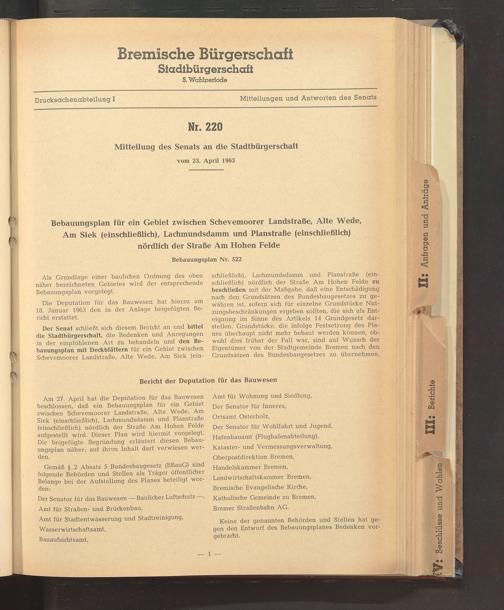 Bremische Bürgerschaft
Stadtbürgerschaft
5. Wahlperiode
Drucksachenabteilung I
Mitteilungen und Antworten des Senats
Nr. 220
Mitteilung des Senats an die Stadtbürgerschaft
vom 23. April 1963
Bebauungsplan für ein Gebiet zwischen Schevemoorer Landstraße, Alte Wede,
Am Siek (einschließlich), Lachmundsdamm und Planstraße (einschließlich)
nördlich der Straße Am Hohen Felde
Bebauungsplan Nr. 522
Als Grundlage einer baulichen Ordnung des oben
näher bezeichneten Gebietes wird der entsprechende
Bebauungsplan vorgelegt.
Die Deputation für das Bauwesen hat hierzu am
18. Januar 1963 den in der Anlage beigefügten Be-
richt erstattet.
Der Senat schließt sich diesem Bericht an und bittet
die Stadtbürgerschaft, die Bedenken und Anregungen
in der empfohlenen Art zu behandeln und den Be-
bauungsplan mit Deckblättern für ein Gebiet zwischen
Schevemoorer Landstraße, Alte Wede, Am Siek (ein-
schließlich), Lachmundsdamm und Planstraße (ein-
schließlich) nördlich der Straße Am Hohen Felde zu
beschließen mit der Maßgabe, daß eine Entschädigung
nach den Grundsätzen des Bundesbaugesetzes zu ge-
währen ist, sofern sich für einzelne Grundstücke Nut-
zungsbeschränkungen ergeben sollten, die sich als Ent-
eignung im Sinne des Artikels 14 Grundgesetz dar-
stellen. Grundstücke, die infolge Festsetzung des Pla-
nes überhaupt nicht mehr bebaut werden können, ob-
wohl dies früher der Fall war, sind auf Wunsch der
Eigentümer von der Stadtgemeinde Bremen nach den
Grundsätzen des Bundesbaugesetzes zu übernehmen.
Bericht der Deputation für das Bauwesen
Am 27. April hat die Deputation für das Bauwesen
beschlossen, daß ein Bebauungsplan für ein Gebiet
zwischen Schevemoorer Landstraße, Alte Wede, Am
Siek (einschließlich), Lachmundsdamm und Planstraße
(einschließlich) nördlich der Straße Am Hohen Felde
aufgestellt wird. Dieser Plan wird hiermit vorgelegt.
Die beigefügte Begründung erläutert diesen Bebau-
ungsplan näher; auf ihren Inhalt darf verwiesen wer-
den.
Gemäß § 2 Absatz 5 Bundesbaugesetz (BBauG) sind
folgende Behörden und Stellen als Träger öffentlicher
Belange bei der Aufstellung des Planes beteiligt wor-
den:
Der Senator für das Bauwesen — Baulicher Luftschutz —,
Amt für Straßen- und Brückenbau,
Amt für Stadtentwässerung und Stadtreinigung,
Wasserwirtschaftsamt,
Bauaufsichtsamt,
Amt für Wohnung und Siedlung,
Der Senator für Inneres,
Ortsamt Osterholz,
Der Senator für Wohlfahrt und Jugend,
Hafenbauamt (Flughafenabteilung),
Kataster- und Vermessungsverwaltung,
Oberpostdirektion Bremen,
Handelskammer Bremen,
Landwirtschaftskammer Bremen,
Bremische Evangelische Kirche,
Katholische Gemeinde zu Bremen,
Bremer Straßenbahn AG.
Keine der genannten Behörden und Stellen hat ge-
gen den Entwurf des Bebauungsplanes Bedenken vor-
gebracht.
— 1 —
II: Anfragen und Anträge
III: Berichte
IV: Beschlüsse und Wahlen